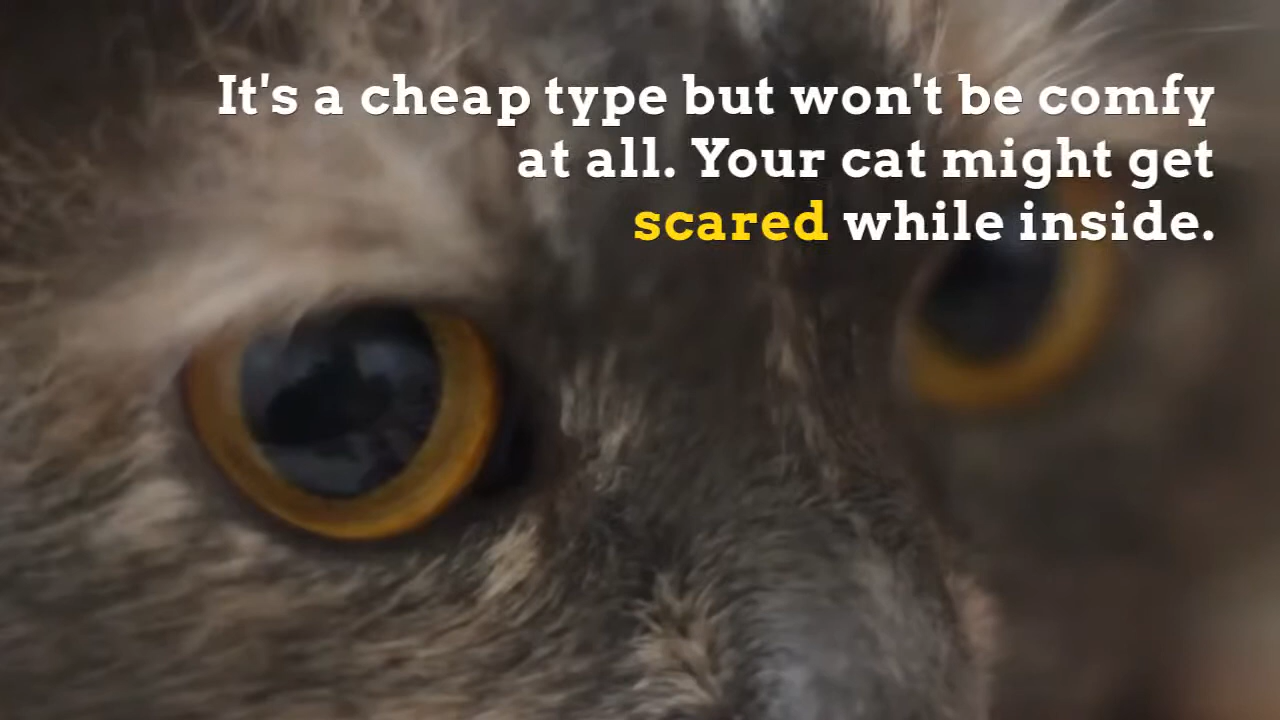 It's a cheap type but won't be comfy
at all. Your cat might get
scared while inside.